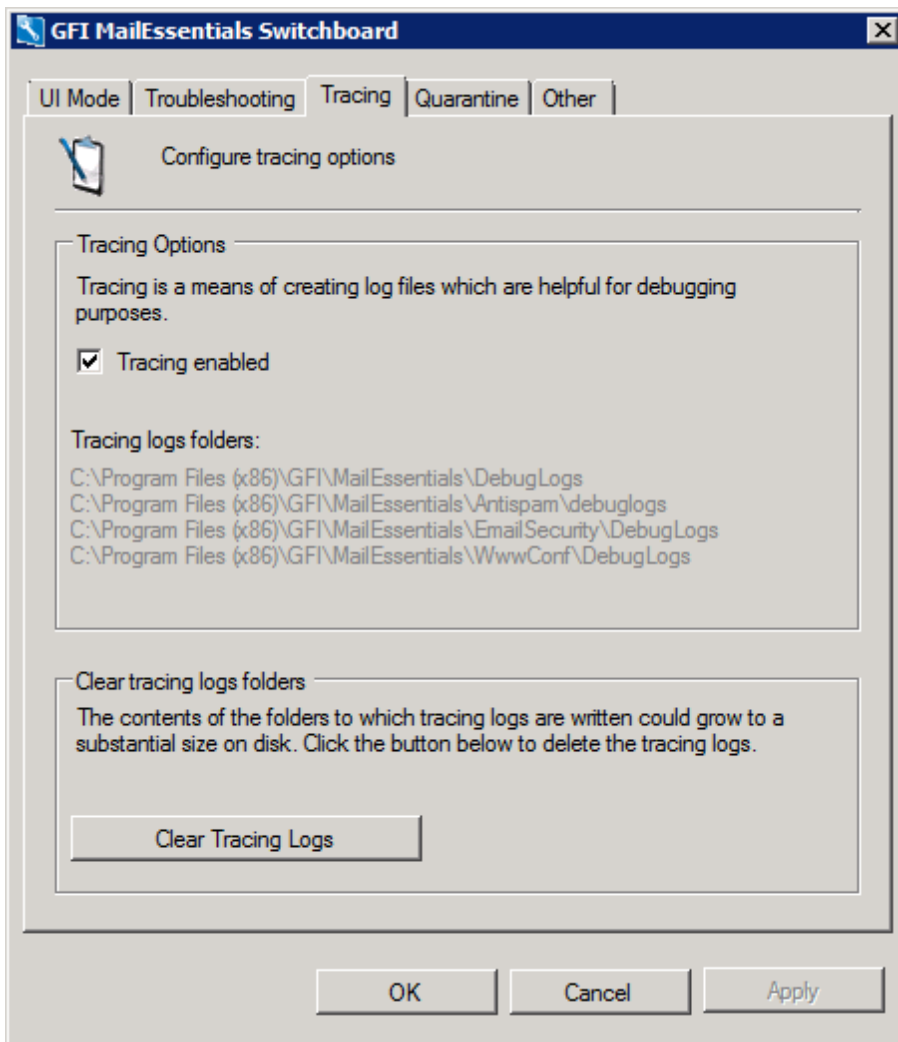 GFI MailEssentials Switchboard
UI Mode Troubleshooting Tracing Quarantine Other
Configure tracing options
Tracing Options
Tracing is a means of creating log files which are helpful for debugging
purposes.
Tracing enabled
Tracing logs folders:
C:\Program Files (x86)\GFI\MailEssentials\DebugLogs
C:\Program Files (x86)\GFI\MailEssentials\Antispam\debuglogs
C:\Program Files (x86)\GFI\MailEssentials\EmailSecurity\DebugLogs
C:\Program Files (x86)\GFI\MailEssentials\WwwConf\DebugLogs
Clear tracing logs folders
The contents of the folders to which tracing logs are written could grow to a
substantial size on disk. Click the button below to delete the tracing logs.
Clear Tracing Logs
OK Cancel Apply